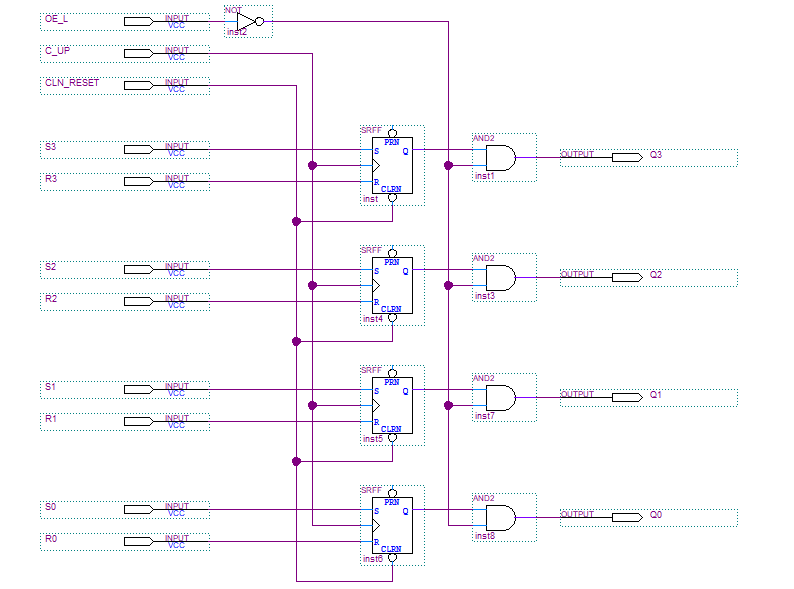 OE_L INPUT VCC NOT inst2
C_UP INPUT VCC
CLN_RESET INPUT VCC
SRFF PRN S Q R CLRN inst
AND2 inst1
S3 INPUT VCC OUTPUT Q3
R3 INPUT VCC
SRFF PRN S Q R CLRN inst4
AND2 inst3
S2 INPUT VCC OUTPUT Q2
R2 INPUT VCC
SRFF PRN S Q R CLRN inst5
AND2 inst7
S1 INPUT VCC OUTPUT Q1
R1 INPUT VCC
SRFF PRN S Q R CLRN inst6
AND2 inst8
S0 INPUT VCC OUTPUT Q0
R0 INPUT VCC